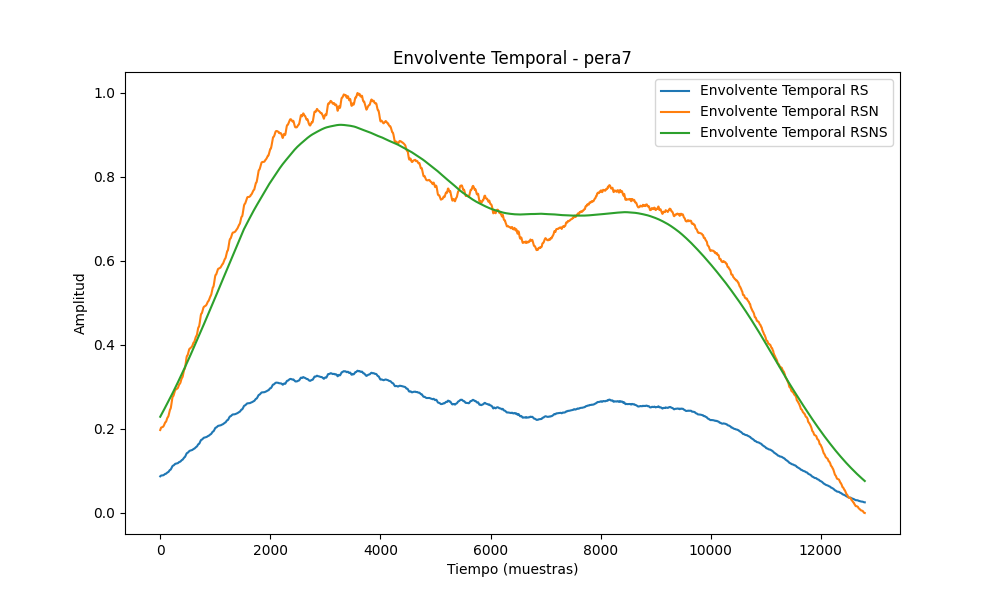 Envolvente Temporal - pera7
Envolvente Temporal RS
Envolvente Temporal RSN
Envolvente Temporal RSNS
Amplitud
1.0
0.8
0.6
0.4
0.2
0.0
0 2000 4000 6000 8000 10000 12000
Tiempo (muestras)